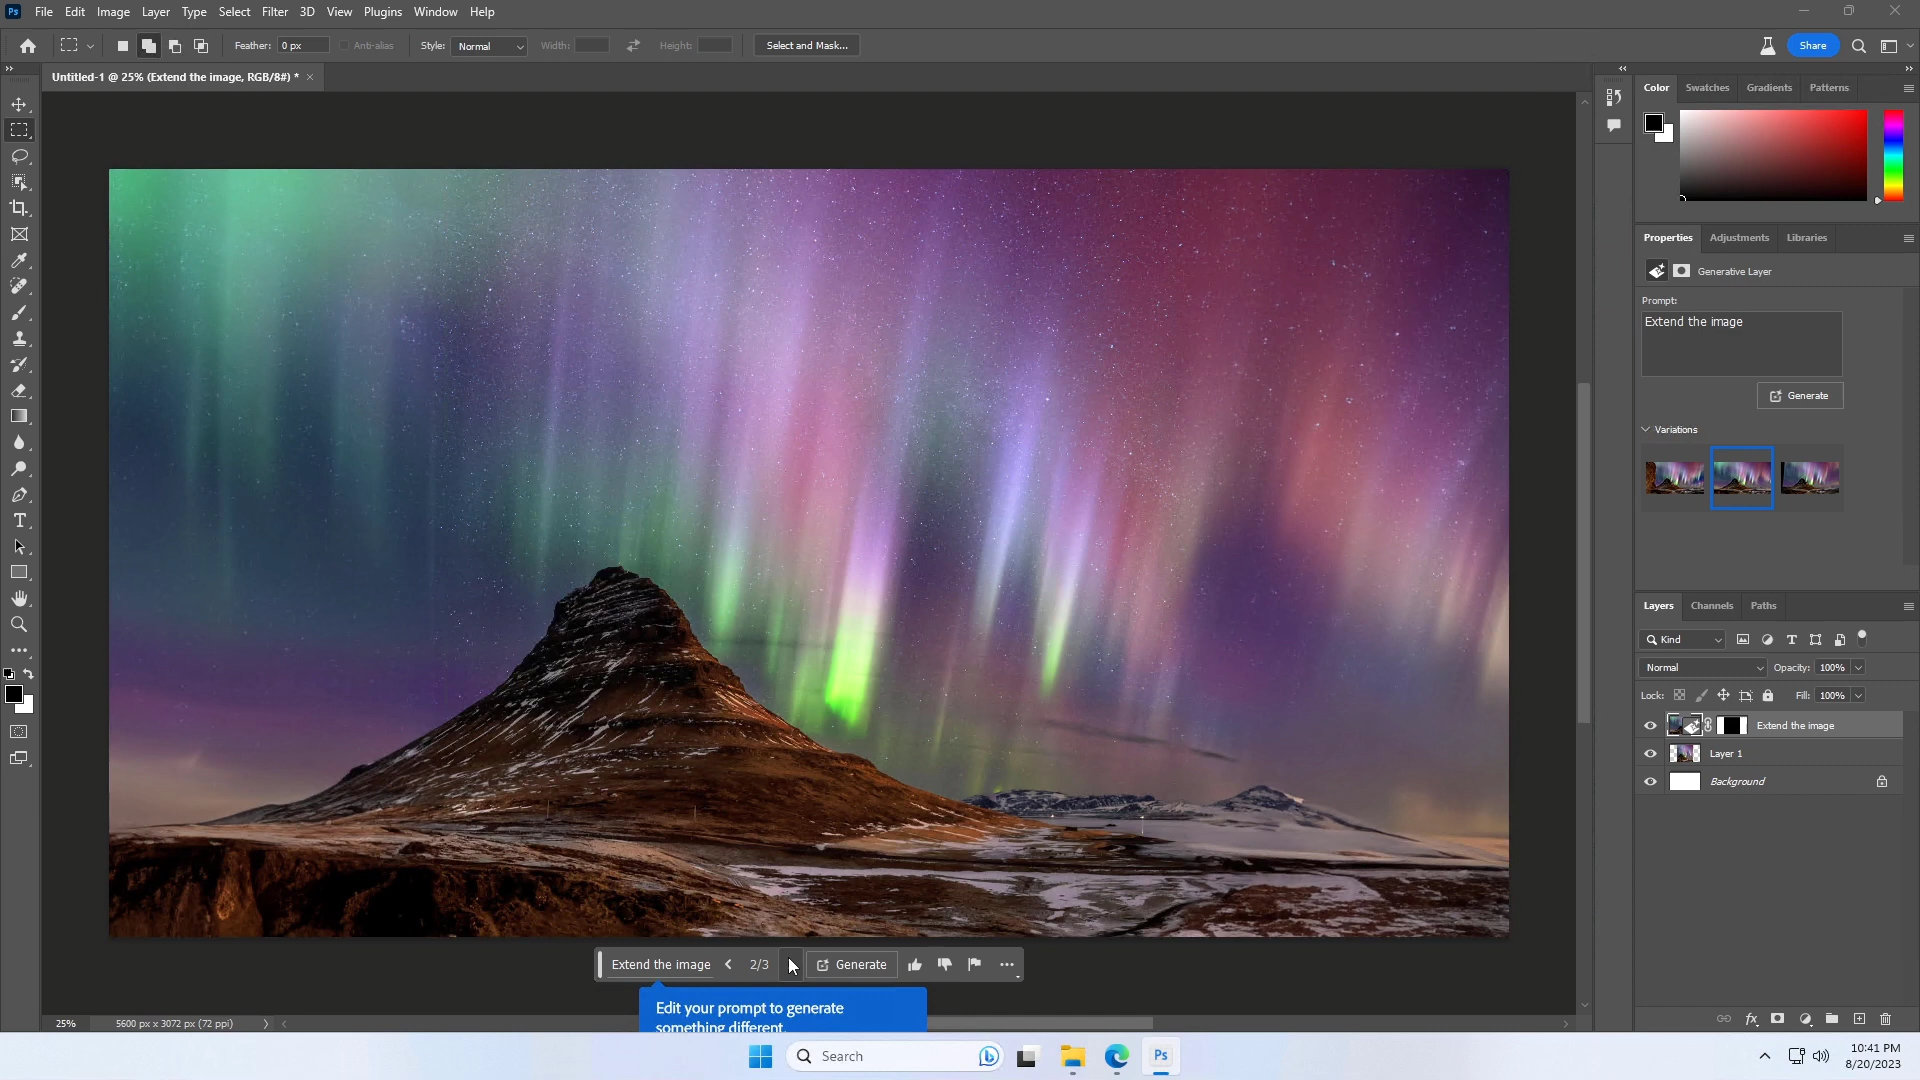 Ps File Edit Image Layer Type Select Filter 3D View Plugins Window Help
Feather: 0 px Anti-alias Style: Normal Width: Height: Select and Mask... Share
Untitled-1 @ 25% (Extend the image, RGB/8#) * ×
Color Swatches Gradients Patterns
Properties Adjustments Libraries
Generative Layer
Prompt:
Extend the image
Generate
Variations
Layers Channels Paths
Kind
Normal Opacity: 100%
Lock: Fill: 100%
Extend the image
Layer 1
Background
fx
Extend the image 2/3 Generate
Edit your prompt to generate
something different.
25% 5600 px x 3072 px (72 ppi)
Search
Ps
10:41 PM
8/20/2023